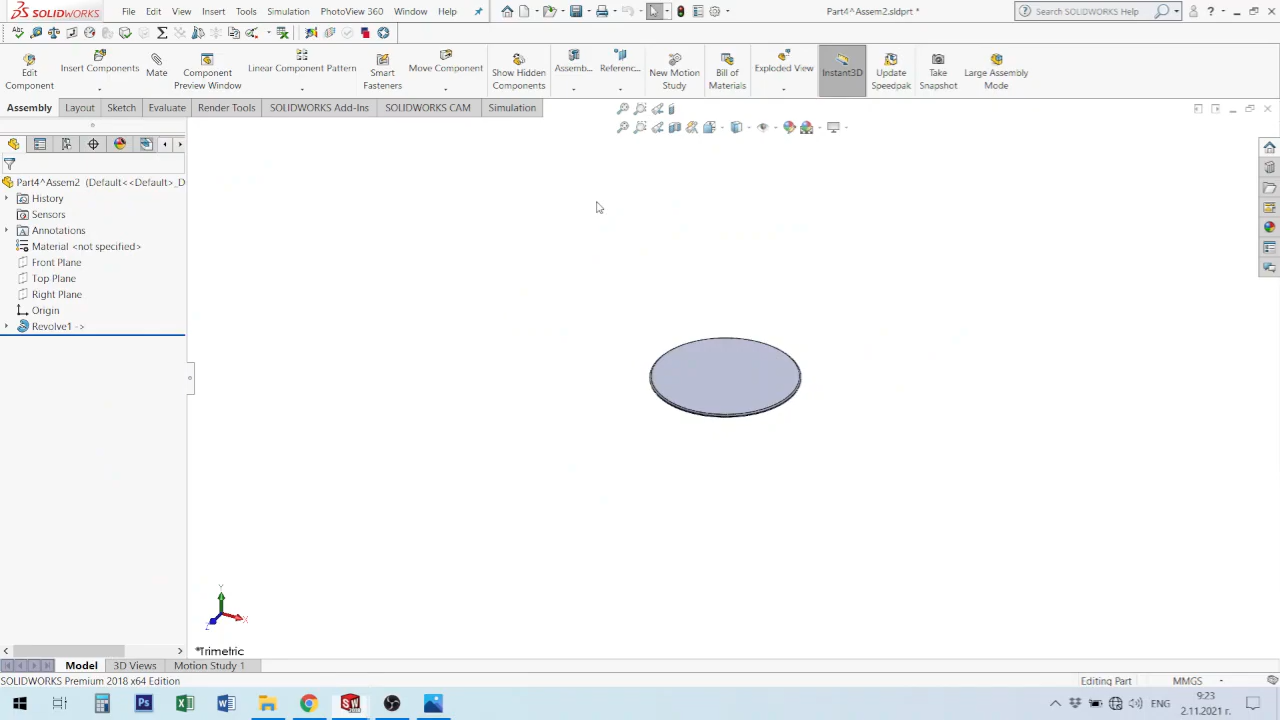 SOLIDWORKS File Edit View Insert Tools Simulation PhotoView 360 Window Help Part4^Assem2.sldprt * Search SOLIDWORKS Help ?
Edit Component
Insert Components
Mate
Component Preview Window
Linear Component Pattern
Smart Fasteners
Move Component
Show Hidden Components
Assemb...
Referenc...
New Motion Study
Bill of Materials
Exploded View
Instant3D
Update Speedpak
Take Snapshot
Large Assembly Mode
Assembly Layout Sketch Evaluate Render Tools SOLIDWORKS Add-Ins SOLIDWORKS CAM Simulation
Part4^Assem2 (Default<<Default>_D
History
Sensors
Annotations
Material <not specified>
Front Plane
Top Plane
Right Plane
Origin
Revolve1 ->
Y
X
Z
*Trimetric
Model 3D Views Motion Study 1
SOLIDWORKS Premium 2018 x64 Edition Editing Part MMGS
Ps SW ЕНГ 9:23
2.11.2021 г.